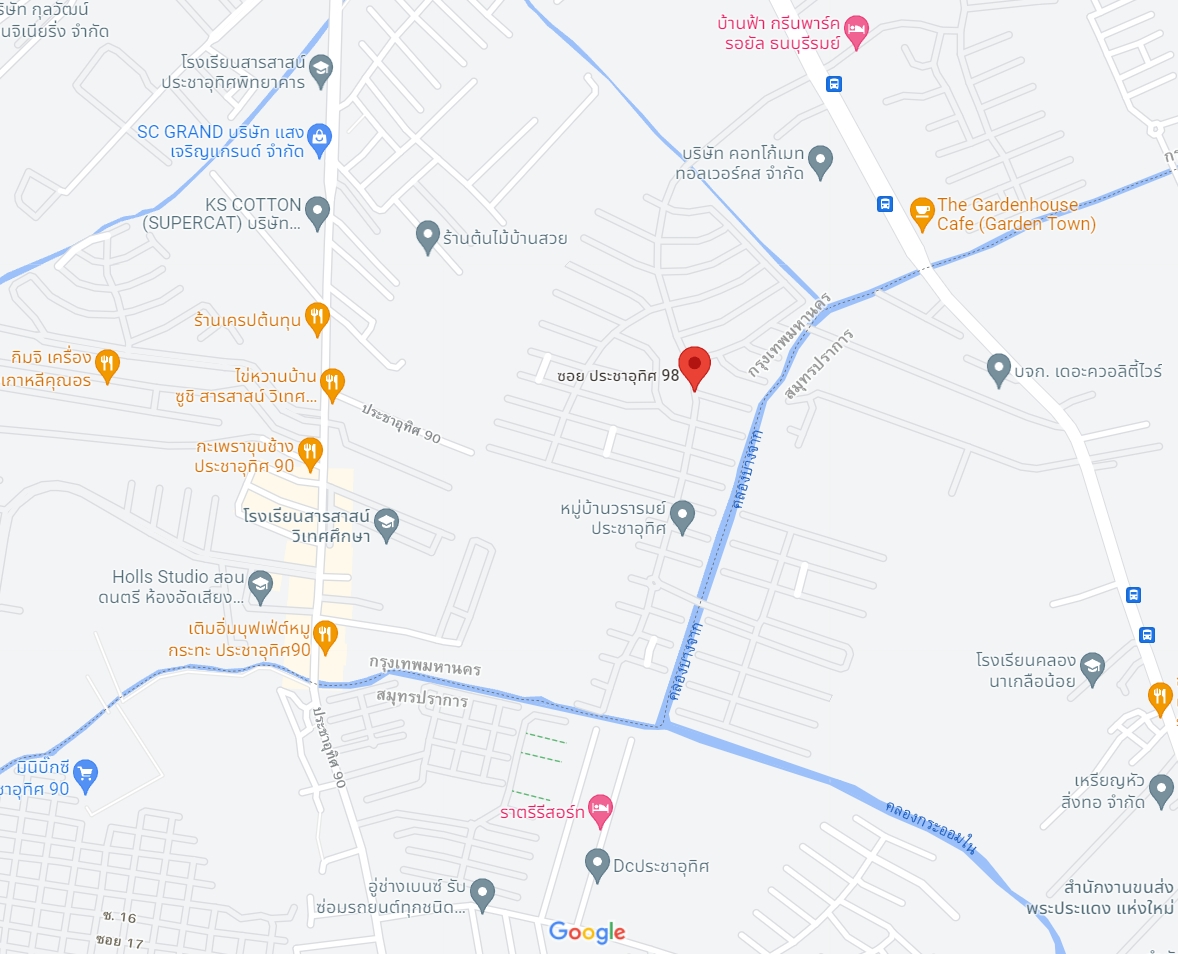 ริษัท กุลวัฒน์
นจิเนียริ่ง จำกัด
บ้านฟ้า กรีนพาร์ค
รอยัล ธนบุรีรมย์
โรงเรียนสารสาสน์
ประชาอุทิศพิทยาคาร
SC GRAND บริษัท แสง
เจริญแกรนด์ จำกัด
บริษัท คอทโก้เมท
ทอลเวอร์คส จำกัด
KS COTTON
(SUPERCAT) บริษัท...
The Gardenhouse
Cafe (Garden Town)
ร้านต้นไม้บ้านสวย
ร้านเครปต้นทุน
กรุงเทพมหานคร
สมุทรปราการ
กิมจิ เครื่อง
เกาหลีคุณอร
ไข่หวานบ้าน
ซูชิ สารสาสน์ วิเทศ...
ซอย ประชาอุทิศ 98
บจก. เดอะควอลิตี้ไวร์
ประชาอุทิศ 90
กะเพราขุนช้าง
ประชาอุทิศ 90
คลองบางจาก
โรงเรียนสารสาสน์
วิเทศศึกษา
หมู่บ้านวรารมย์
ประชาอุทิศ
Holls Studio สอน
ดนตรี ห้องอัดเสียง...
เติมอิ่มบุฟเฟ่ต์หมู
กระทะ ประชาอุทิศ90
กรุงเทพมหานคร
สมุทรปราการ
คลองบางจาก
โรงเรียนคลอง
นาเกลือน้อย
ประชาอุทิศ 90
มินิบิ๊กซี
ชาอุทิศ 90
เหรียญหัว
สิ่งทอ จำกัด
ราตรีรีสอร์ท
คลองกระออมใน
Dcประชาอุทิศ
อู่ช่างเบนซ์ รับ
ซ่อมรถยนต์ทุกชนิด...
สำนักงานขนส่ง
พระประแดง แห่งใหม่
ซ. 16
ซอย 17
Google